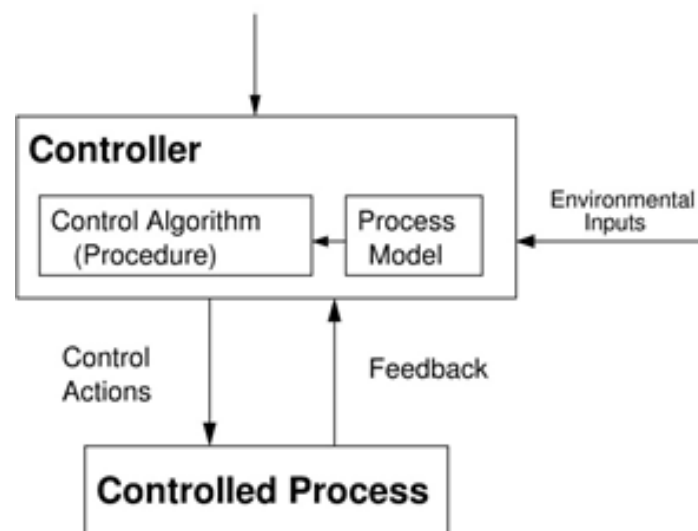 Controller
Control Algorithm
(Procedure)
Process
Model
Environmental
Inputs
Control
Actions
Feedback
Controlled Process